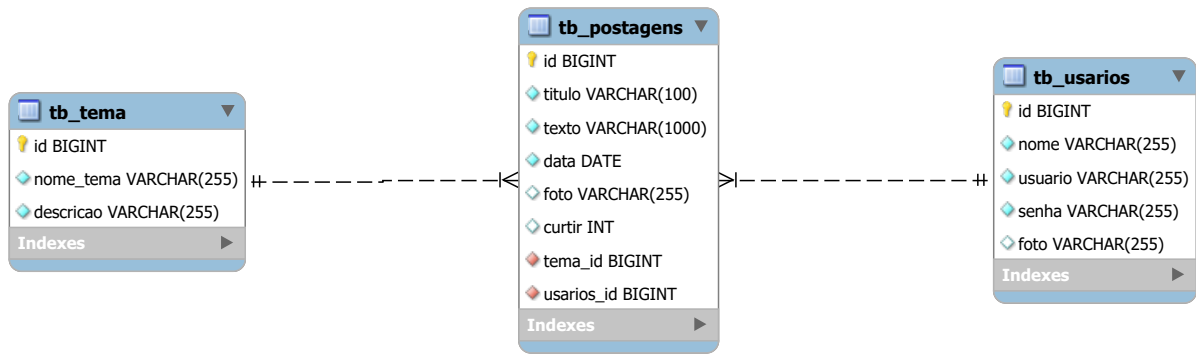 tb_tema
id BIGINT
nome_tema VARCHAR(255)
descricao VARCHAR(255)
Indexes
tb_postagens
id BIGINT
titulo VARCHAR(100)
texto VARCHAR(1000)
data DATE
foto VARCHAR(255)
curtir INT
tema_id BIGINT
usarios_id BIGINT
Indexes
tb_usarios
id BIGINT
nome VARCHAR(255)
usuario VARCHAR(255)
senha VARCHAR(255)
foto VARCHAR(255)
Indexes